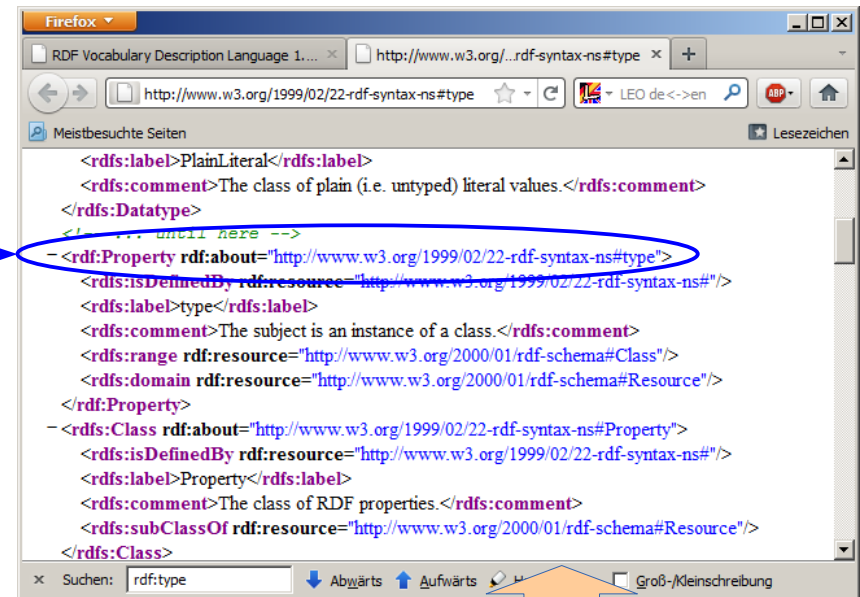 Firefox
RDF Vocabulary Description Language 1.... × http://www.w3.org/...rdf-syntax-ns#type × +
http://www.w3.org/1999/02/22-rdf-syntax-ns#type LEO de<->en ABP
Meistbesuchte Seiten Lesezeichen
<rdfs:label>PlainLiteral</rdfs:label>
<rdfs:comment>The class of plain (i.e. untyped) literal values.</rdfs:comment>
</rdfs:Datatype>
<!-- ... until here -->
−<rdf:Property rdf:about="http://www.w3.org/1999/02/22-rdf-syntax-ns#type">
<rdfs:isDefinedBy rdf:resource="http://www.w3.org/1999/02/22-rdf-syntax-ns#"/>
<rdfs:label>type</rdfs:label>
<rdfs:comment>The subject is an instance of a class.</rdfs:comment>
<rdfs:range rdf:resource="http://www.w3.org/2000/01/rdf-schema#Class"/>
<rdfs:domain rdf:resource="http://www.w3.org/2000/01/rdf-schema#Resource"/>
</rdf:Property>
−<rdfs:Class rdf:about="http://www.w3.org/1999/02/22-rdf-syntax-ns#Property">
<rdfs:isDefinedBy rdf:resource="http://www.w3.org/1999/02/22-rdf-syntax-ns#"/>
<rdfs:label>Property</rdfs:label>
<rdfs:comment>The class of RDF properties.</rdfs:comment>
<rdfs:subClassOf rdf:resource="http://www.w3.org/2000/01/rdf-schema#Resource"/>
</rdfs:Class>
× Suchen: rdf:type Abwärts Aufwärts Groß-/Kleinschreibung